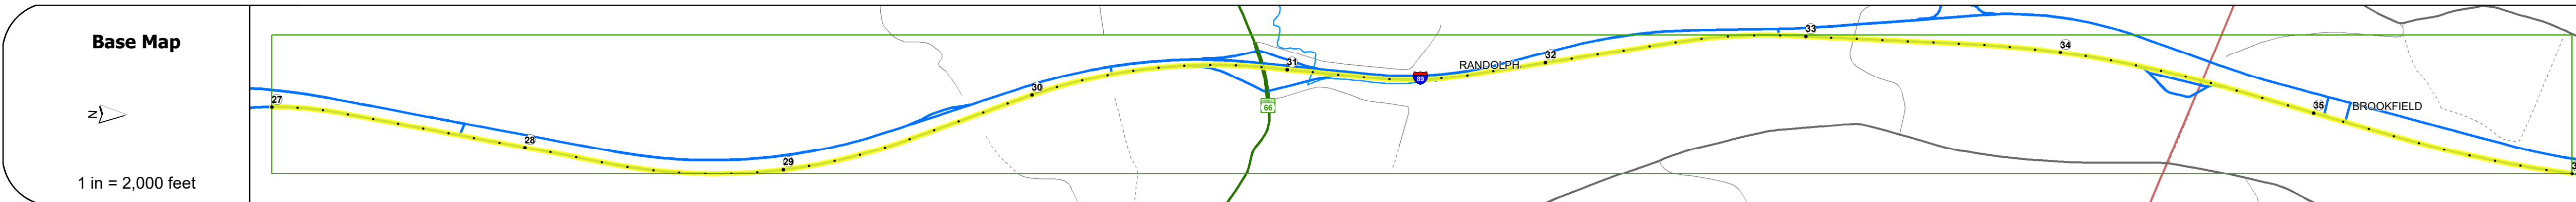 Base Map
N
1 in = 2,000 feet
27
28
29
30
66
31
89
RANDOLPH
32
33
34
35
BROOKFIELD